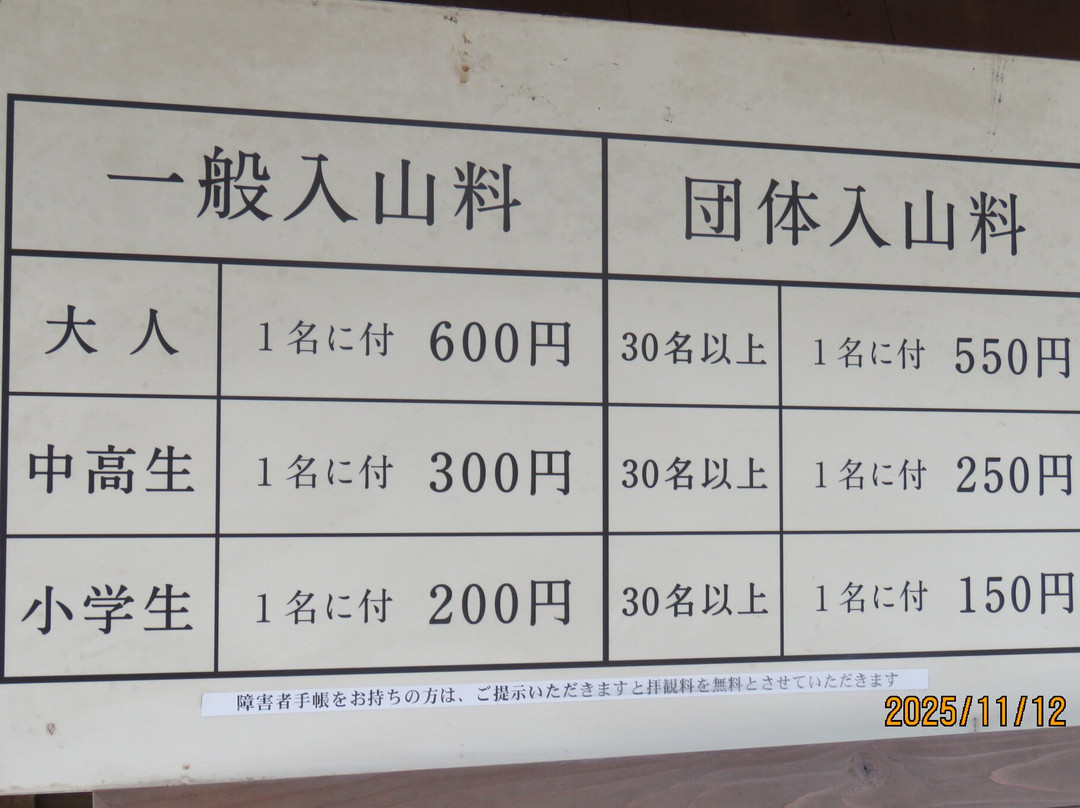 一般入山料 団体入山料
大人 1名に付 600円 30名以上 1名に付 550円
中高生 1名に付 300円 30名以上 1名に付 250円
小学生 1名に付 200円 30名以上 1名に付 150円
障害者手帳をお持ちの方は、ご提示いただきますと拝観料を無料とさせていただきます
2025/11/12